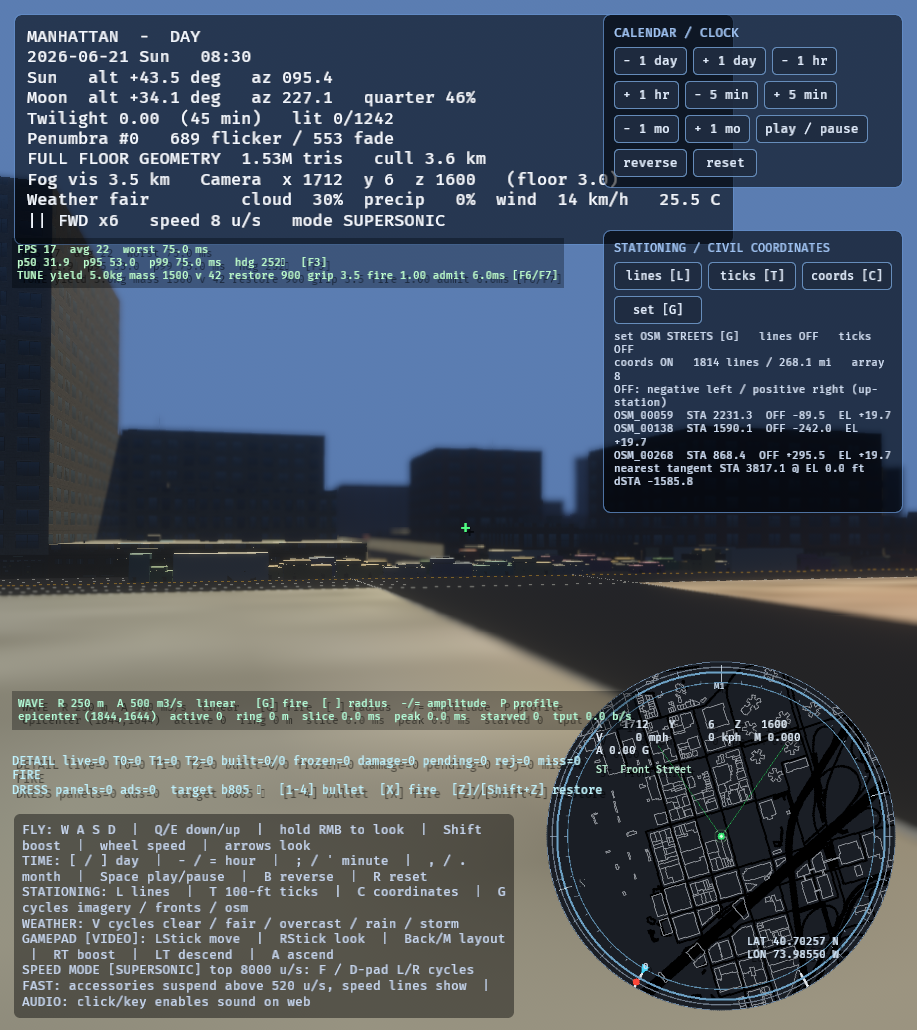 MANHATTAN  -  DAY
2026-06-21 Sun   08:30
Sun   alt +43.5 deg   az 095.4
Moon  alt +34.1 deg   az 227.1   quarter 46%
Twilight 0.00  (45 min)   lit 0/1242
Penumbra #0   689 flicker / 553 fade
FULL FLOOR GEOMETRY  1.53M tris   cull 3.6 km
Fog vis 3.5 km   Camera  x 1712  y 6  z 1600   (floor 3.0)
Weather fair         cloud  30%  precip   0%  wind  14 km/h   25.5 C
|| FWD x6   speed 8 u/s   mode SUPERSONIC
CALENDAR / CLOCK
- 1 day
+ 1 day
- 1 hr
+ 1 hr
- 5 min
+ 5 min
- 1 mo
+ 1 mo
play / pause
reverse
reset
FPS 17  avg 22  worst 75.0 ms
p50 31.9  p95 53.0  p99 75.0 ms  hdg 252  [F3]
TUNE yield 5.0kg mass 1500 v 42 restore 900 grip 3.5 fire 1.00 admit 6.0ms [F6/F7]
STATIONING / CIVIL COORDINATES
lines [L]
ticks [T]
coords [C]
set [G]
set OSM STREETS [G]   lines OFF   ticks
OFF
coords ON   1814 lines / 268.1 mi   array
8
OFF: negative left / positive right (up-
station)
OSM_00059  STA 2231.3  OFF -89.5  EL +19.7
OSM_00138  STA 1590.1  OFF -242.0  EL
+19.7
OSM_00268  STA 868.4  OFF +295.5  EL +19.7
nearest tangent STA 3817.1 @ EL 0.0 ft
dSTA -1585.8
WAVE  R 250 m  A 500 m3/s  linear   [G] fire  [ ] radius  -/= amplitude  P profile
epicenter (1844,1644)  active 0  ring 0 m  slice 0.0 ms  peak 0.0 ms  starved 0  tput 0.0 b/s
DETAIL live=0 T0=0 T1=0 T2=0 built=0/0 frozen=0 damage=0 pending=0 rej=0 miss=0
FIRE
DRESS panels=0 ads=0  target b805  [1-4] bullet  [X] fire  [Z]/[Shift+Z] restore
FLY: W A S D  |  Q/E down/up  |  hold RMB to look  |  Shift
boost  |  wheel speed  |  arrows look
TIME: [ / ] day  |  - / = hour  |  ; / ' minute  |  , / .
month  |  Space play/pause  |  B reverse  |  R reset
STATIONING: L lines  |  T 100-ft ticks  |  C coordinates  |  G
cycles imagery / fronts / osm
WEATHER: V cycles clear / fair / overcast / rain / storm
GAMEPAD [VIDEO]: LStick move  |  RStick look  |  Back/M layout
|  RT boost  |  LT descend  |  A ascend
SPEED MODE [SUPERSONIC] top 8000 u/s: F / D-pad L/R cycles
FAST: accessories suspend above 520 u/s, speed lines show  |
AUDIO: click/key enables sound on web
X 1712   Y     6   Z   1600
V     0 mph      0 kph  M 0.000
A 0.00 G
ST  Front Street
LAT 40.70257 N
LON 73.98550 W